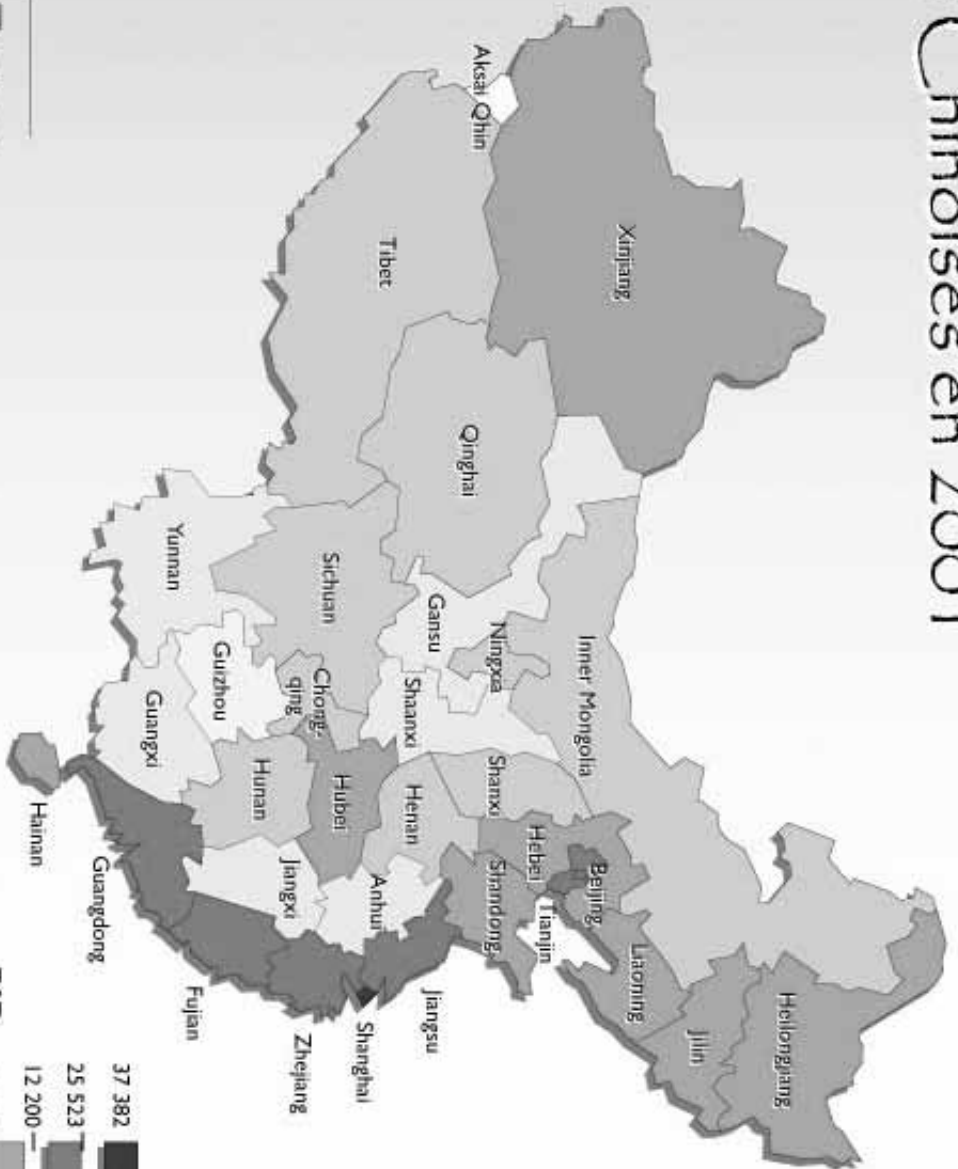 Chinoises en 2001
Xinjiang
Aksai Qhin
Tibet
Qinghai
Gansu
Ningxia
Inner Mongolia
Heilongjiang
Jilin
Liaoning
Beijing
Tianjin
Hebei
Shandong
Shanxi
Shaanxi
Henan
Sichuan
Chong-
qing
Hubei
Anhui
Jiangsu
Shanghai
Zhejiang
Jiangxi
Hunan
Guizhou
Yunnan
Guangxi
Guangdong
Fujian
Hainan
37 382
25 523
12 200